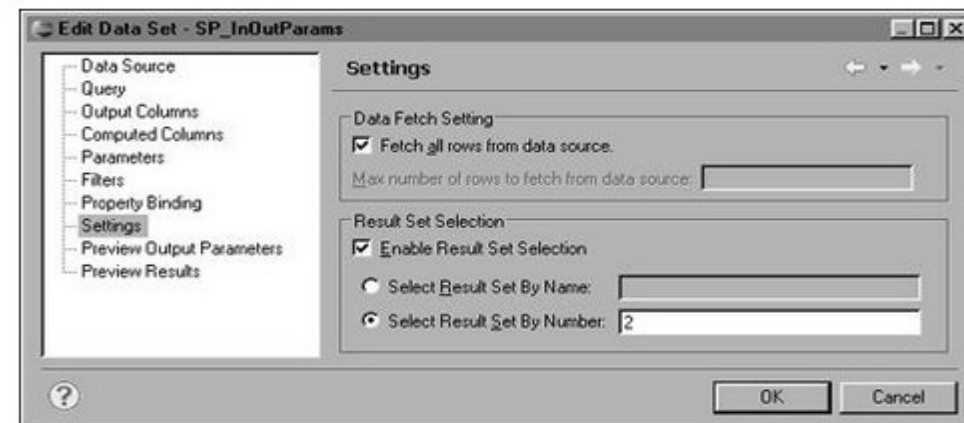 Edit Data Set - SP_InOutParams
Data Source
Query
Output Columns
Computed Columns
Parameters
Filters
Property Binding
Settings
Preview Output Parameters
Preview Results
Settings
Data Fetch Setting
Fetch all rows from data source.
Max number of rows to fetch from data source:
Result Set Selection
Enable Result Set Selection
Select Result Set By Name:
Select Result Set By Number: 2
?
OK Cancel